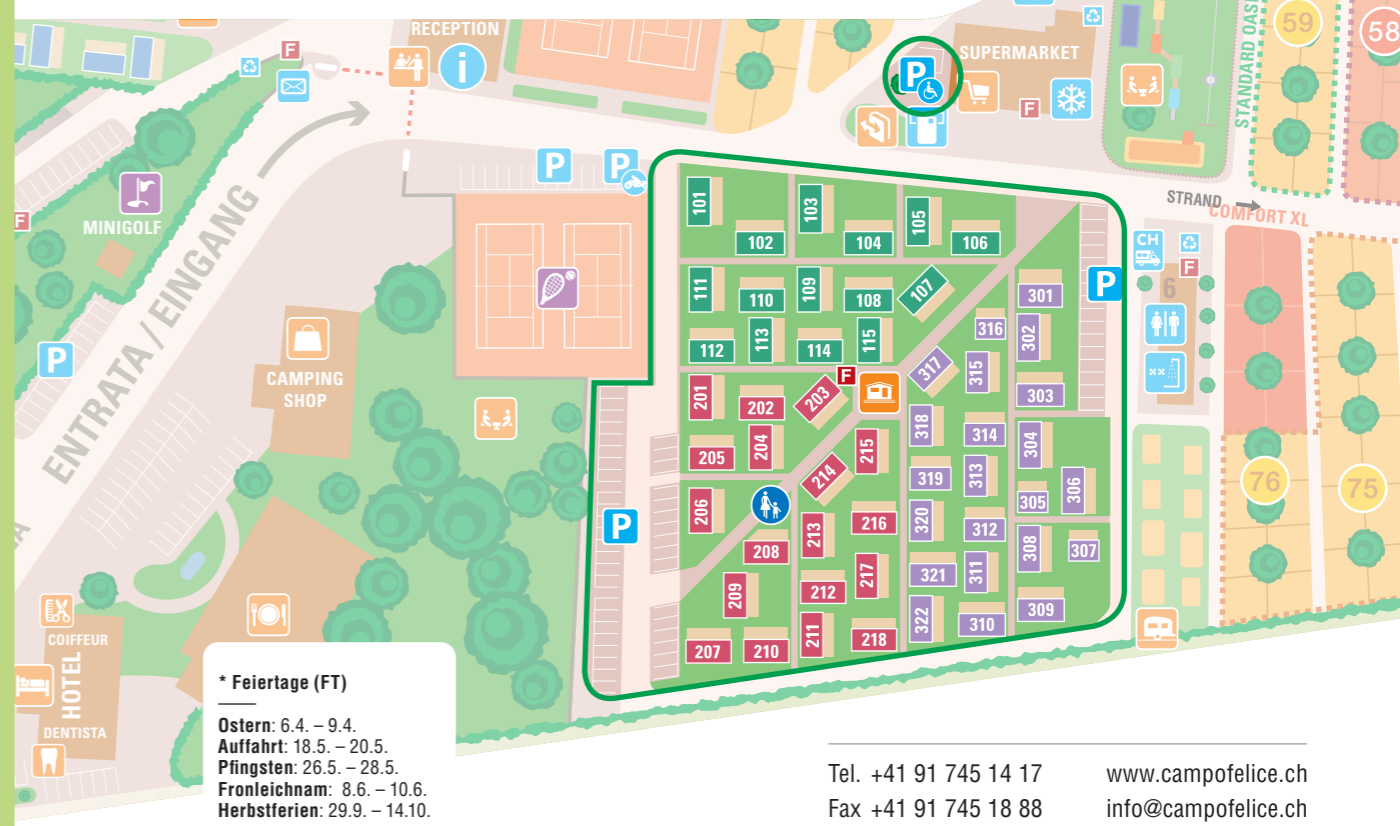 RECEPTION
i
F
P
SUPERMARKET
F
STANDARD OASI
59
58
MINIGOLF
F
ENTRATA / EINGANG
P
P
P
STRAND
COMFORT XL
CH
F
6
P
CAMPING
SHOP
101
102
103
104
105
106
111
110
109
108
107
112
113
114
115
F
201
202
203
204
205
206
207
208
209
210
211
212
213
214
215
216
217
218
301
302
303
304
305
306
307
308
309
310
311
312
313
314
315
316
317
318
319
320
321
322
P
P
76
75
COIFFEUR
HOTEL
DENTISTA
* Feiertage (FT)
Ostern: 6.4. – 9.4.
Auffahrt: 18.5. – 20.5.
Pfingsten: 26.5. – 28.5.
Fronleichnam: 8.6. – 10.6.
Herbstferien: 29.9. – 14.10.
Tel. +41 91 745 14 17
Fax +41 91 745 18 88
www.campofelice.ch
info@campofelice.ch